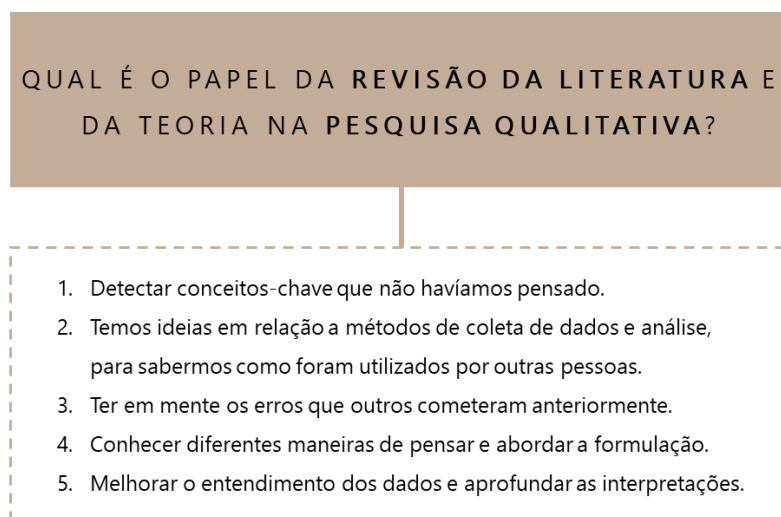 QUAL É O PAPEL DA REVISÃO DA LITERATURA E
DA TEORIA NA PESQUISA QUALITATIVA?
1. Detectar conceitos-chave que não havíamos pensado.
2. Temos ideias em relação a métodos de coleta de dados e análise,
para sabermos como foram utilizados por outras pessoas.
3. Ter em mente os erros que outros cometeram anteriormente.
4. Conhecer diferentes maneiras de pensar e abordar a formulação.
5. Melhorar o entendimento dos dados e aprofundar as interpretações.